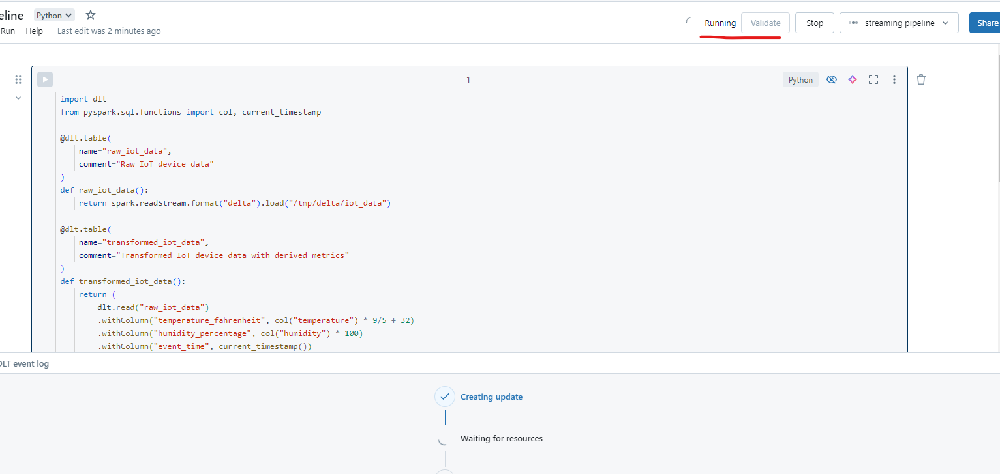 eline Python
Run Help Last edit was 2 minutes ago
Running Validate Stop streaming pipeline Share
1 Python
import dlt
from pyspark.sql.functions import col, current_timestamp
@dlt.table(
name="raw_iot_data",
comment="Raw IoT device data"
)
def raw_iot_data():
return spark.readStream.format("delta").load("/tmp/delta/iot_data")
@dlt.table(
name="transformed_iot_data",
comment="Transformed IoT device data with derived metrics"
)
def transformed_iot_data():
return (
dlt.read("raw_iot_data")
.withColumn("temperature_fahrenheit", col("temperature") * 9/5 + 32)
.withColumn("humidity_percentage", col("humidity") * 100)
.withColumn("event_time", current_timestamp())
DLT event log
Creating update
Waiting for resources